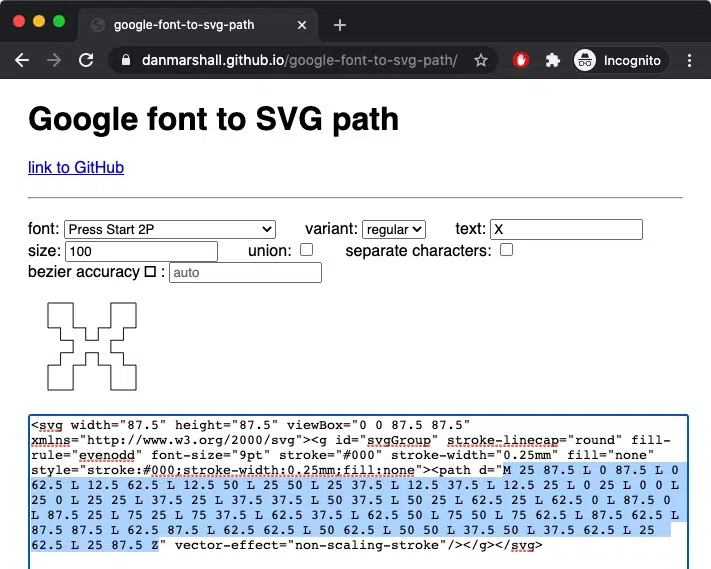 google-font-to-svg-path
danmarshall.github.io/google-font-to-svg-path/
Incognito
Google font to SVG path
link to GitHub
font: Press Start 2P variant: regular text: X
size: 100 union: separate characters:
bezier accuracy : auto
<svg width="87.5" height="87.5" viewBox="0 0 87.5 87.5"
xmlns="http://www.w3.org/2000/svg"><g id="svgGroup" stroke-linecap="round" fill-
rule="evenodd" font-size="9pt" stroke="#000" stroke-width="0.25mm" fill="none"
style="stroke:#000;stroke-width:0.25mm;fill:none"><path d="M 25 87.5 L 0 87.5 L 0
62.5 L 12.5 62.5 L 12.5 50 L 25 50 L 25 37.5 L 12.5 37.5 L 12.5 25 L 0 25 L 0 0 L
25 0 L 25 25 L 37.5 25 L 37.5 37.5 L 50 37.5 L 50 25 L 62.5 25 L 62.5 0 L 87.5 0
L 87.5 25 L 75 25 L 75 37.5 L 62.5 37.5 L 62.5 50 L 75 50 L 75 62.5 L 87.5 62.5 L
87.5 87.5 L 62.5 87.5 L 62.5 62.5 L 50 62.5 L 50 50 L 37.5 50 L 37.5 62.5 L 25
62.5 L 25 87.5 Z" vector-effect="non-scaling-stroke"/></g></svg>